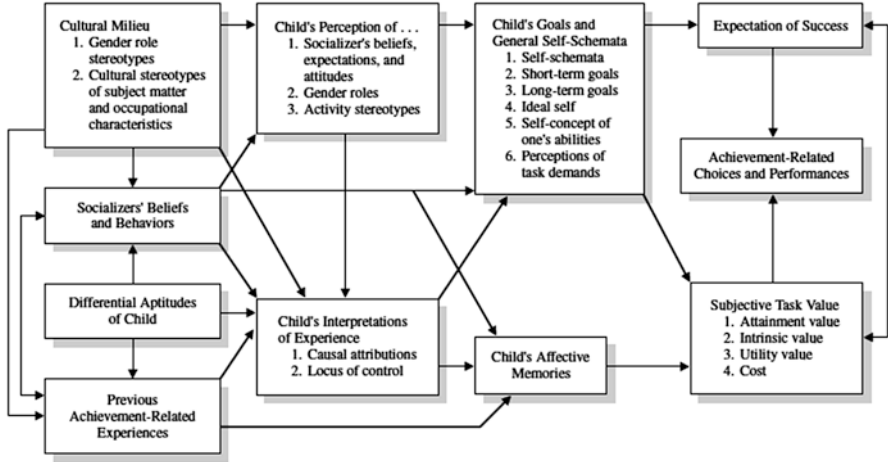 Cultural Milieu
1. Gender role
stereotypes
2. Cultural stereotypes
of subject matter
and occupational
characteristics
Child's Perception of . . .
1. Socializer's beliefs,
expectations, and
attitudes
2. Gender roles
3. Activity stereotypes
Child's Goals and
General Self-Schemata
1. Self-schemata
2. Short-term goals
3. Long-term goals
4. Ideal self
5. Self-concept of
one's abilities
6. Perceptions of
task demands
Expectation of Success
Achievement-Related
Choices and Performances
Socializers' Beliefs
and Behaviors
Differential Aptitudes
of Child
Previous
Achievement-Related
Experiences
Child's Interpretations
of Experience
1. Causal attributions
2. Locus of control
Child's Affective
Memories
Subjective Task Value
1. Attainment value
2. Intrinsic value
3. Utility value
4. Cost